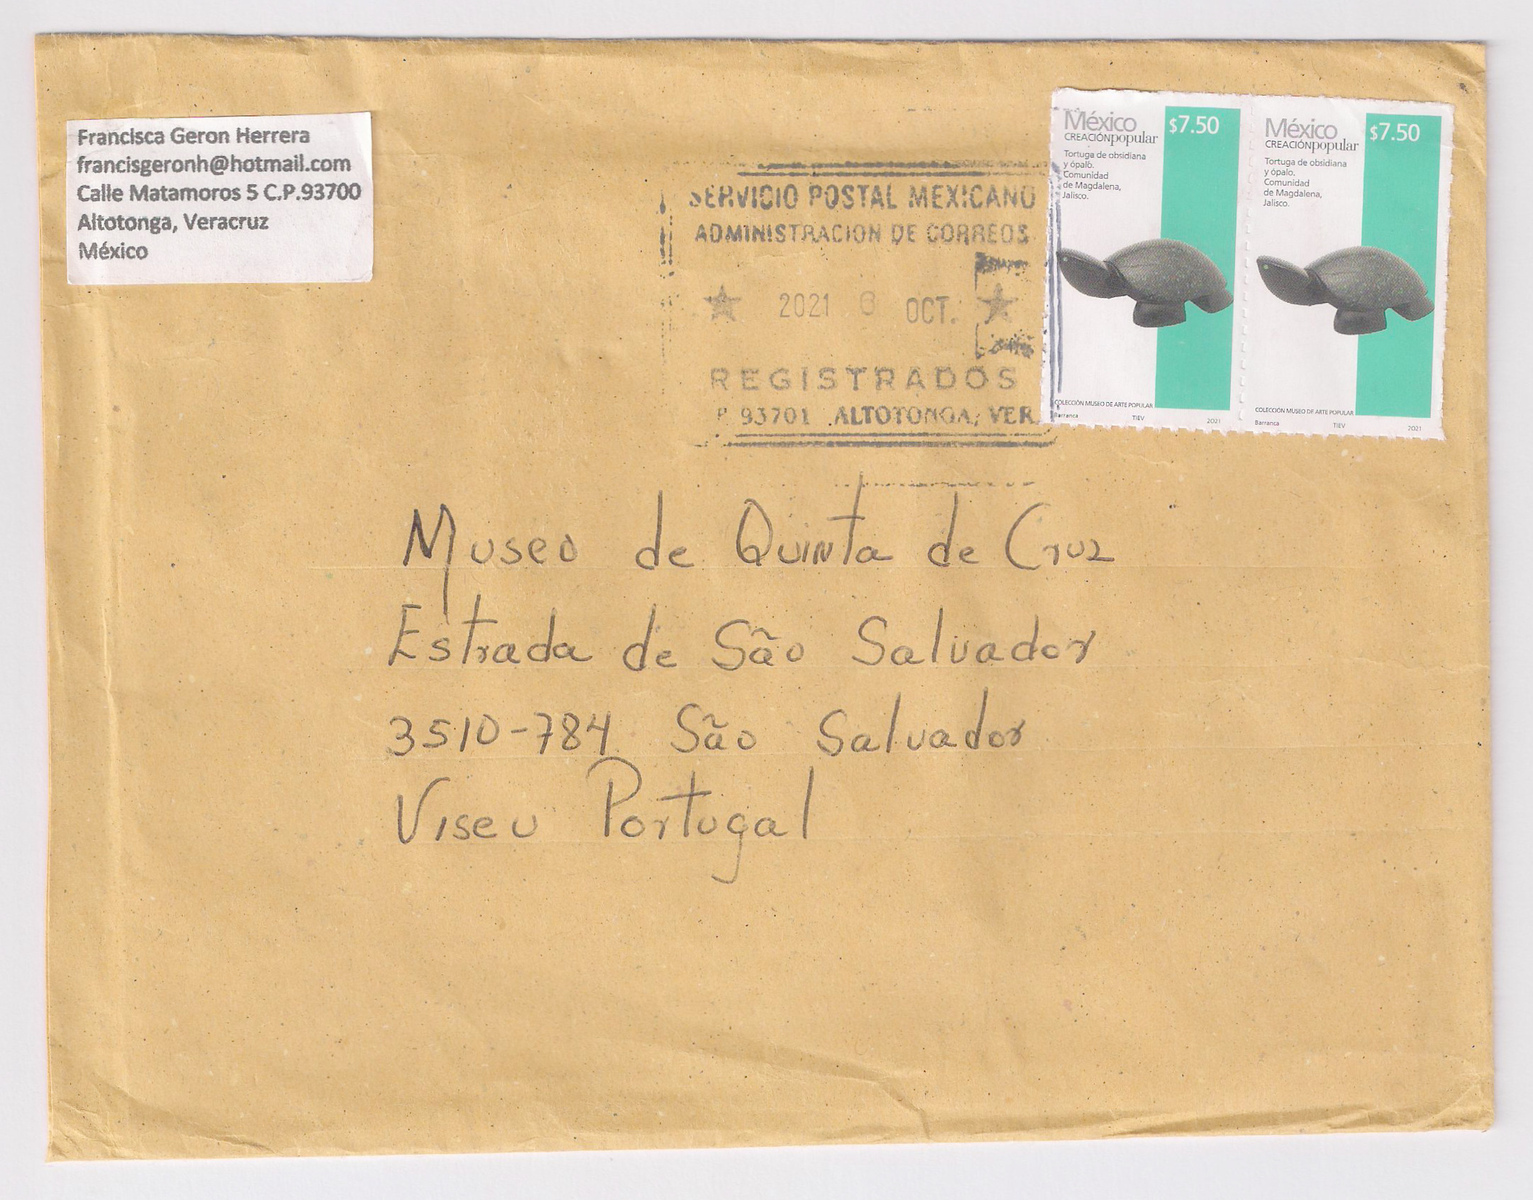 Francisca Geron Herrera
francisgeronh@hotmail.com
Calle Matamoros 5 C.P.93700
Altotonga, Veracruz
México
SERVICIO POSTAL MEXICANO
ADMINISTRACION DE CORREOS
2021 6 OCT.
REGISTRADOS
P. 93701 ALTOTONGA, VER.
México
CREACIÓNpopular
$7.50
Tortuga de obsidiana
y ópalo.
Comunidad
de Magdalena,
Jalisco.
COLECCIÓN MUSEO DE ARTE POPULAR
Barranca TIEV 2021
México
CREACIÓNpopular
$7.50
Tortuga de obsidiana
y ópalo.
Comunidad
de Magdalena,
Jalisco.
COLECCIÓN MUSEO DE ARTE POPULAR
Barranca TIEV 2021
Museo de Quinta de Cruz
Estrada de São Salvador
3510-784 São Salvador
Viseu Portugal